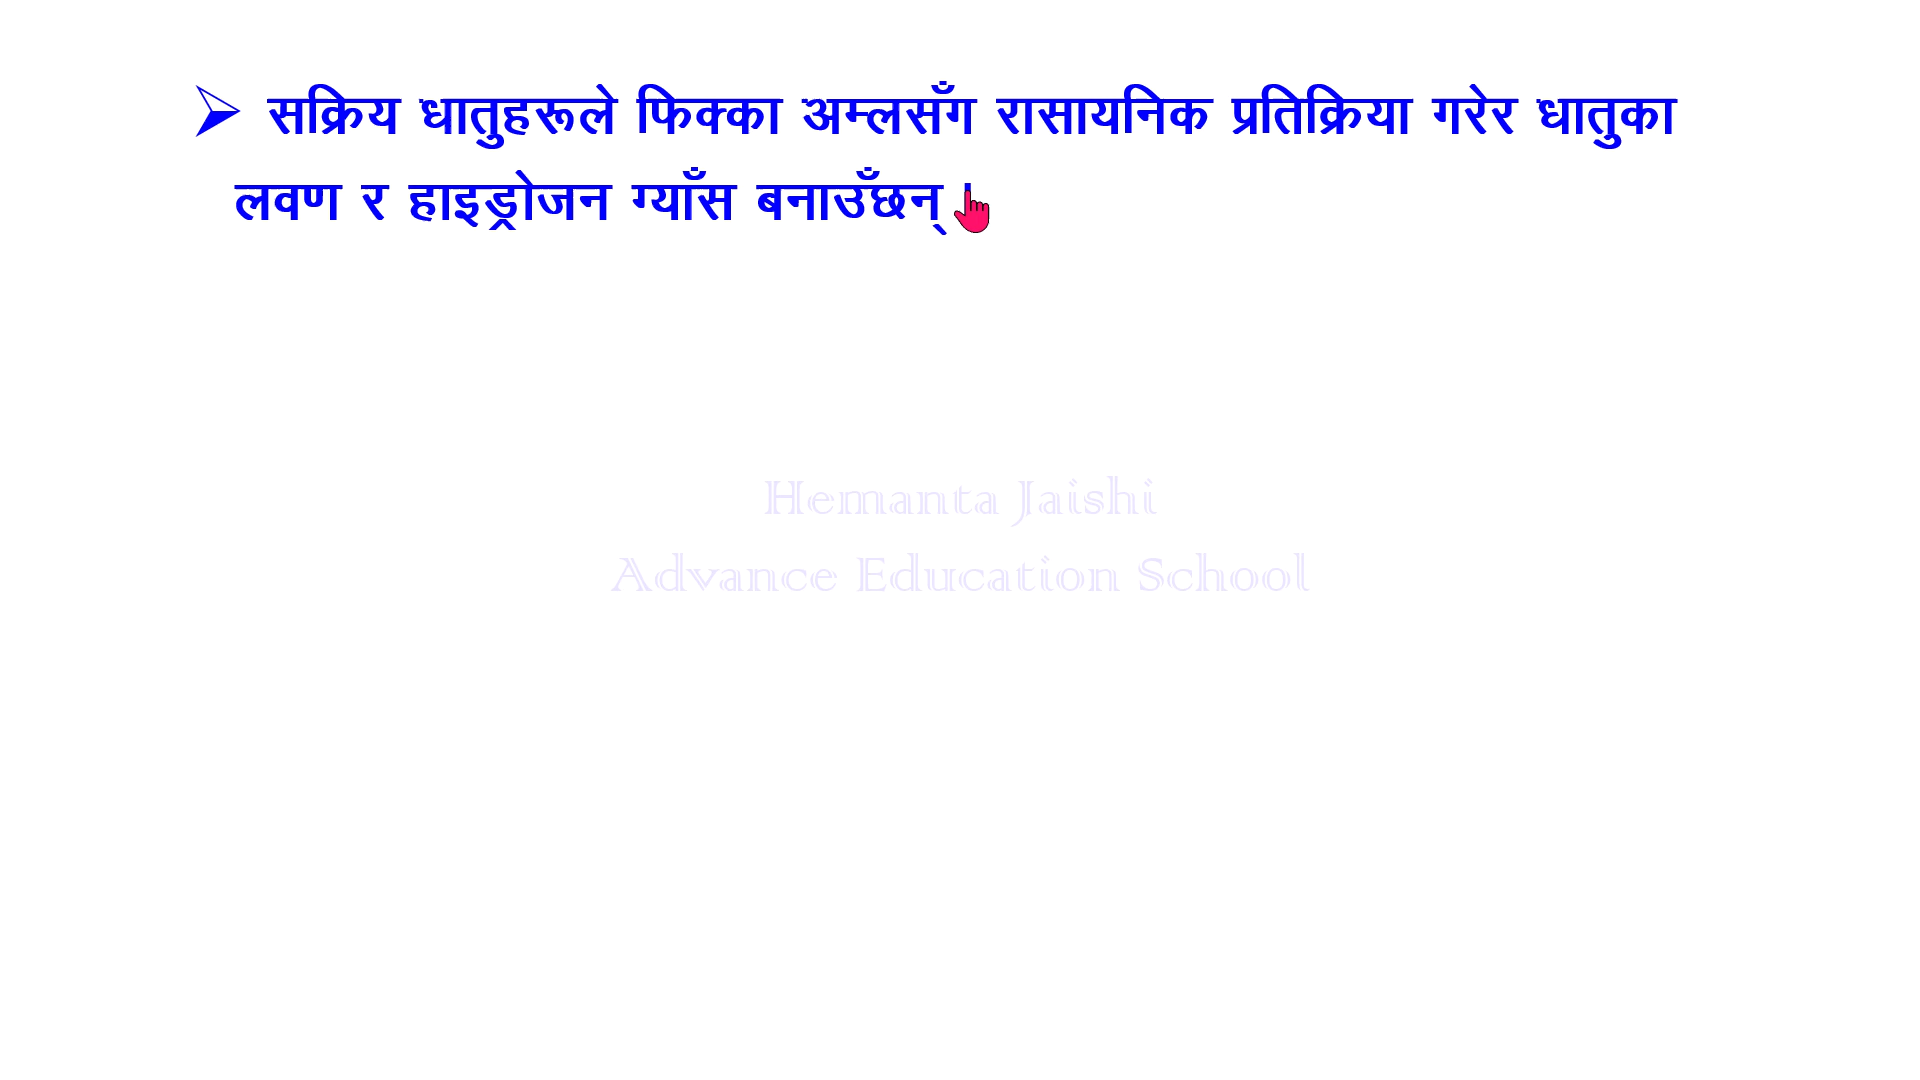 ➢ सक्रिय धातुहरूले फिक्का अम्लसँग रासायनिक प्रतिक्रिया गरेर धातुका
लवण र हाइड्रोजन ग्याँस बनाउँछन् ।
Hemanta Jaishi
Advance Education School